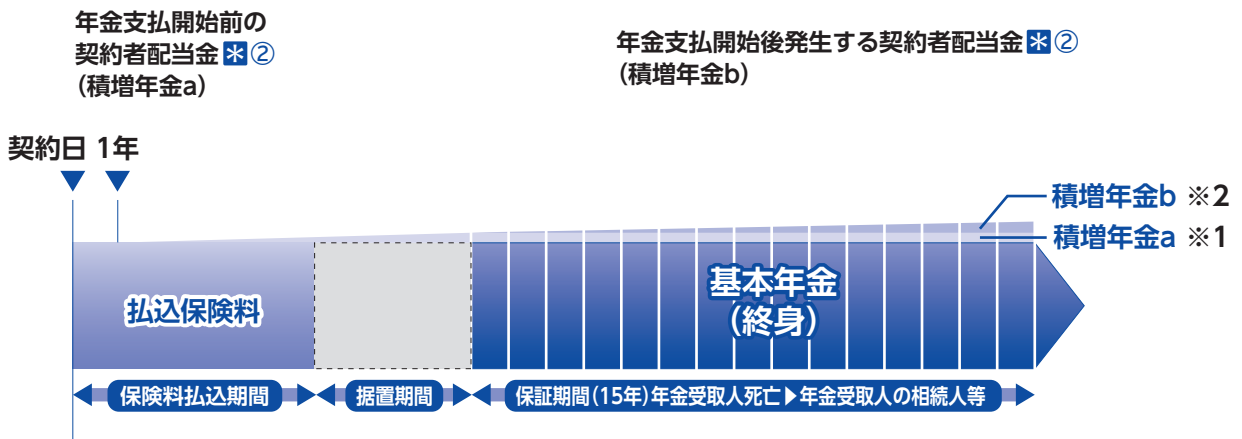 年金支払開始前の
契約者配当金＊②
（積増年金a）
年金支払開始後発生する契約者配当金＊②
（積増年金b）
契約日 1年
積増年金b ※2
積増年金a ※1
払込保険料
基本年金
（終身）
保険料払込期間
据置期間
保証期間（15年）年金受取人死亡▶年金受取人の相続人等